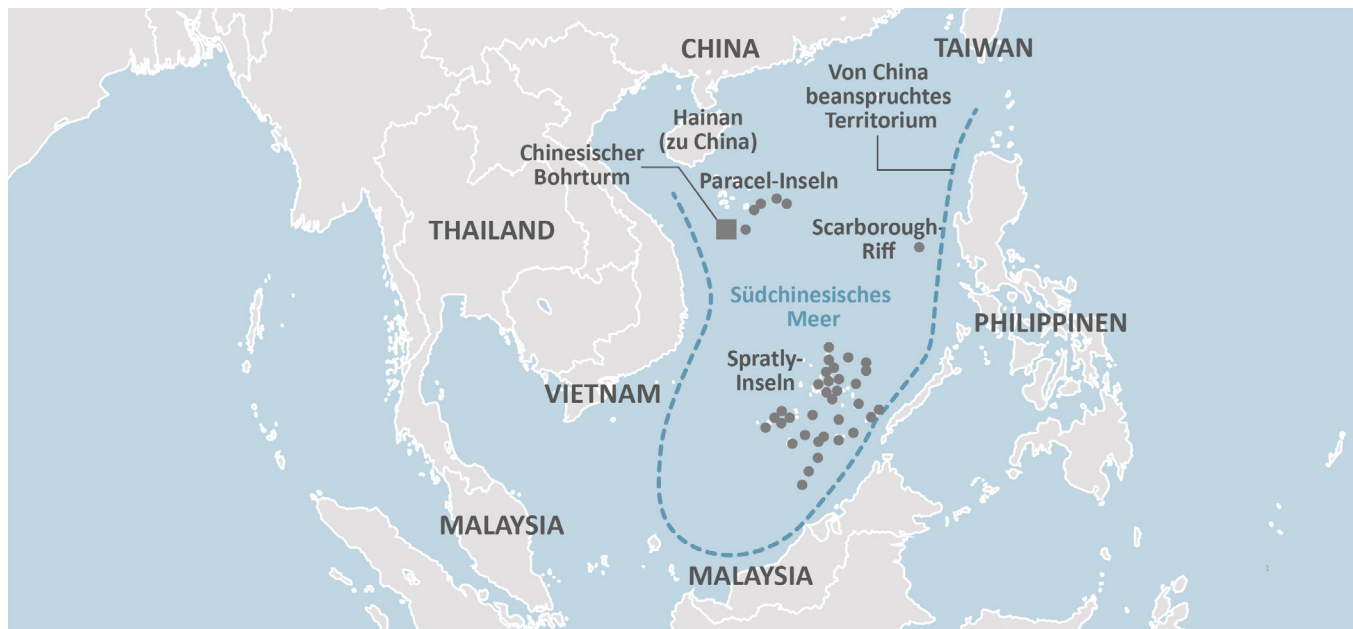 CHINA
TAIWAN
Von China
beanspruchtes
Territorium
Hainan
(zu China)
Chinesischer
Bohrturm
Paracel-Inseln
THAILAND
Scarborough-
Riff
Südchinesisches
Meer
PHILIPPINEN
Spratly-
Inseln
VIETNAM
MALAYSIA
MALAYSIA
1